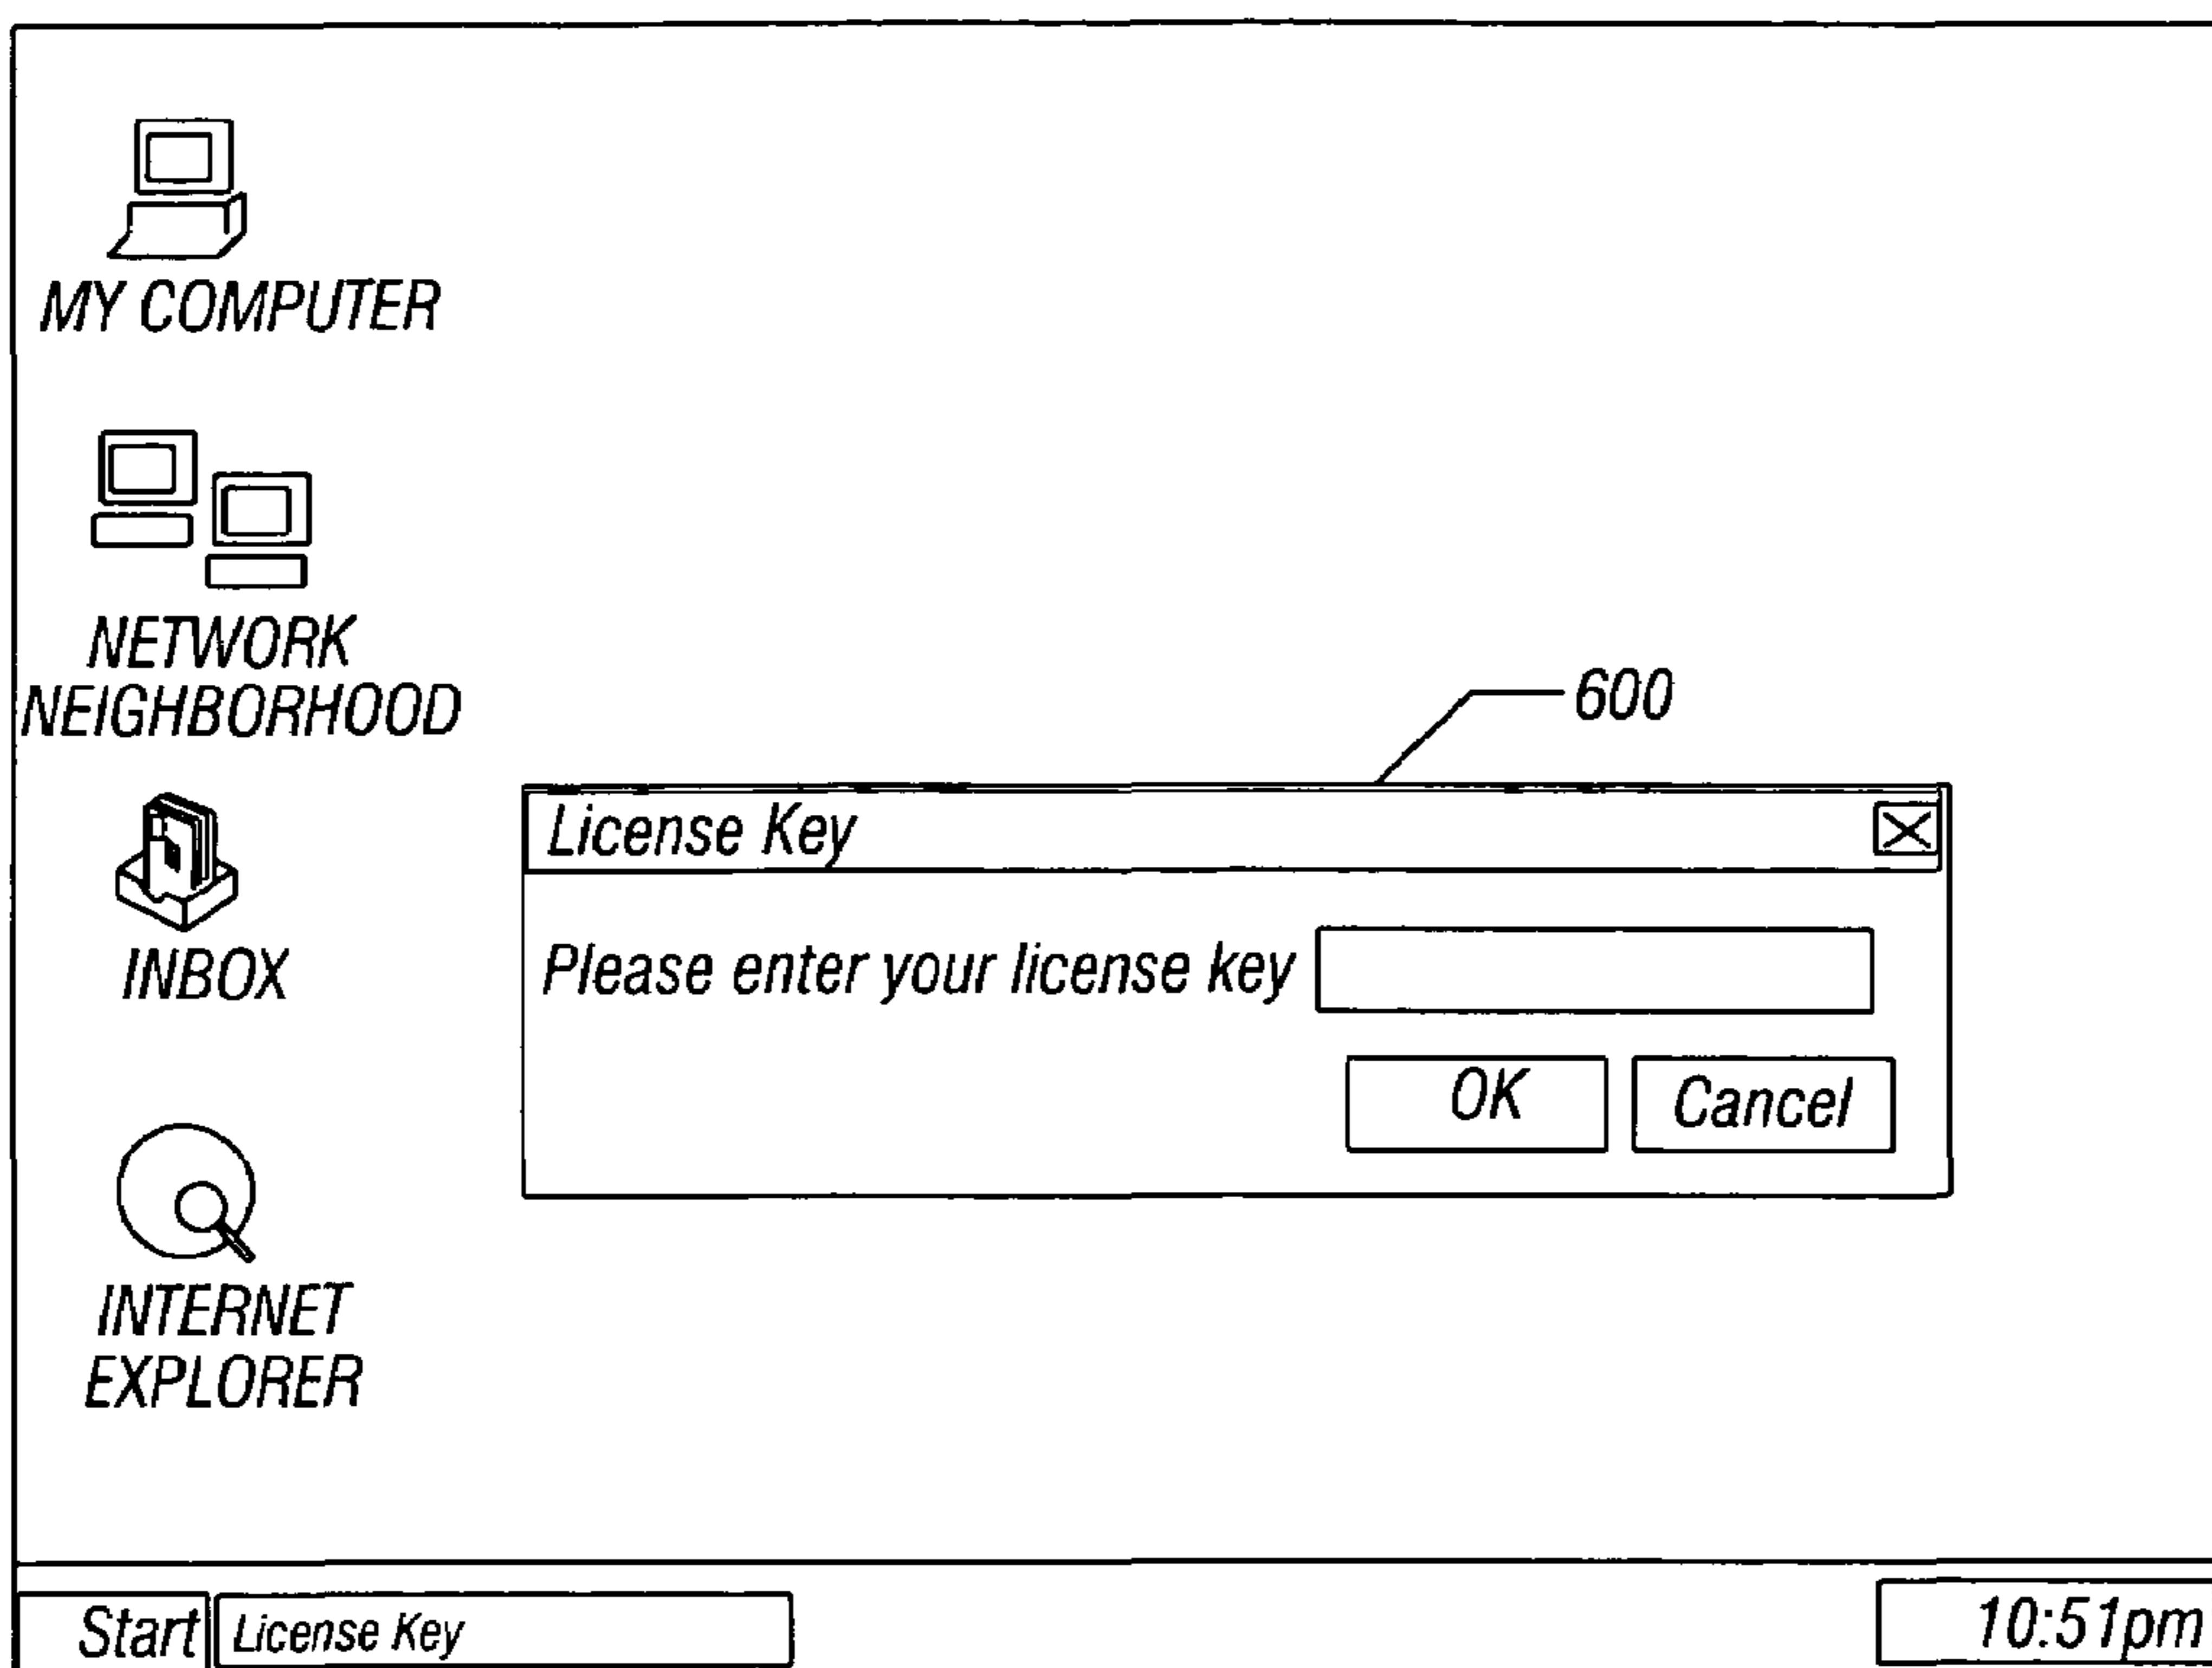 MY COMPUTER
NETWORK
NEIGHBORHOOD
INBOX
INTERNET
EXPLORER
600
License Key
Please enter your license key
OK Cancel
Start License Key 10:51pm